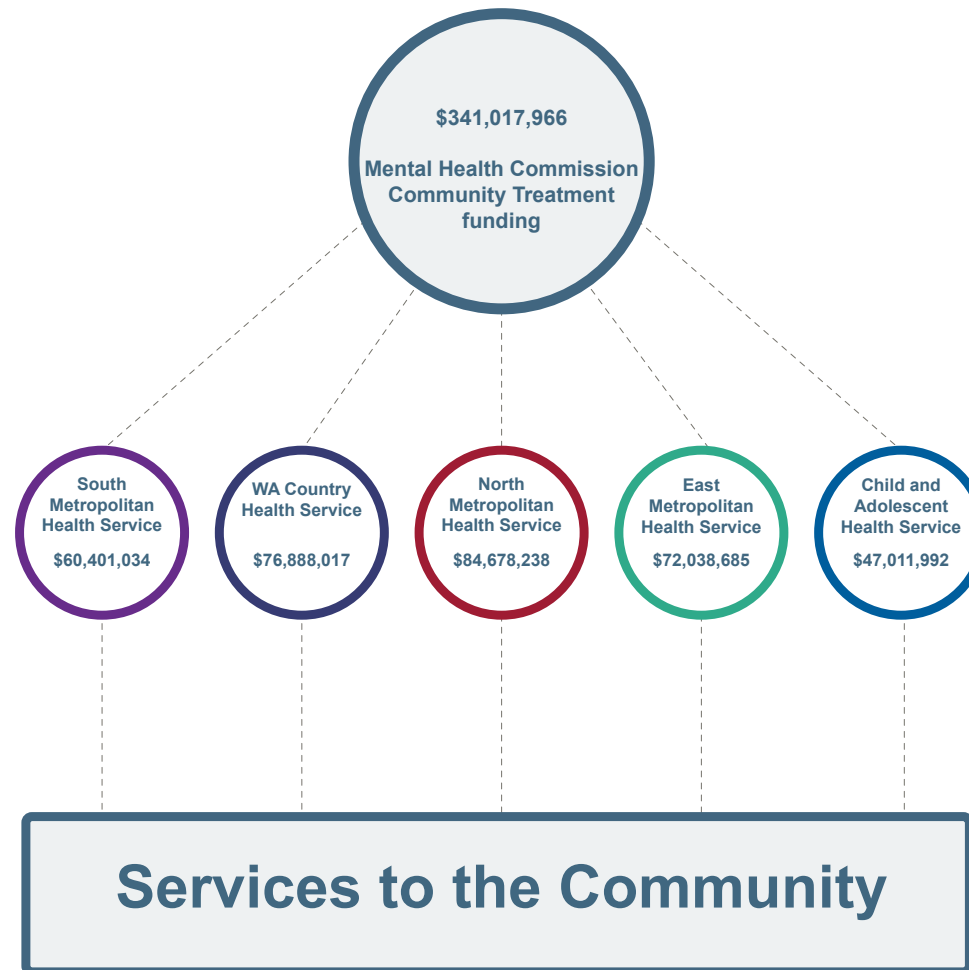 $341,017,966
Mental Health Commission
Community Treatment
funding
South
Metropolitan
Health Service
$60,401,034
WA Country
Health Service
$76,888,017
North
Metropolitan
Health Service
$84,678,238
East
Metropolitan
Health Service
$72,038,685
Child and
Adolescent
Health Service
$47,011,992
Services to the Community